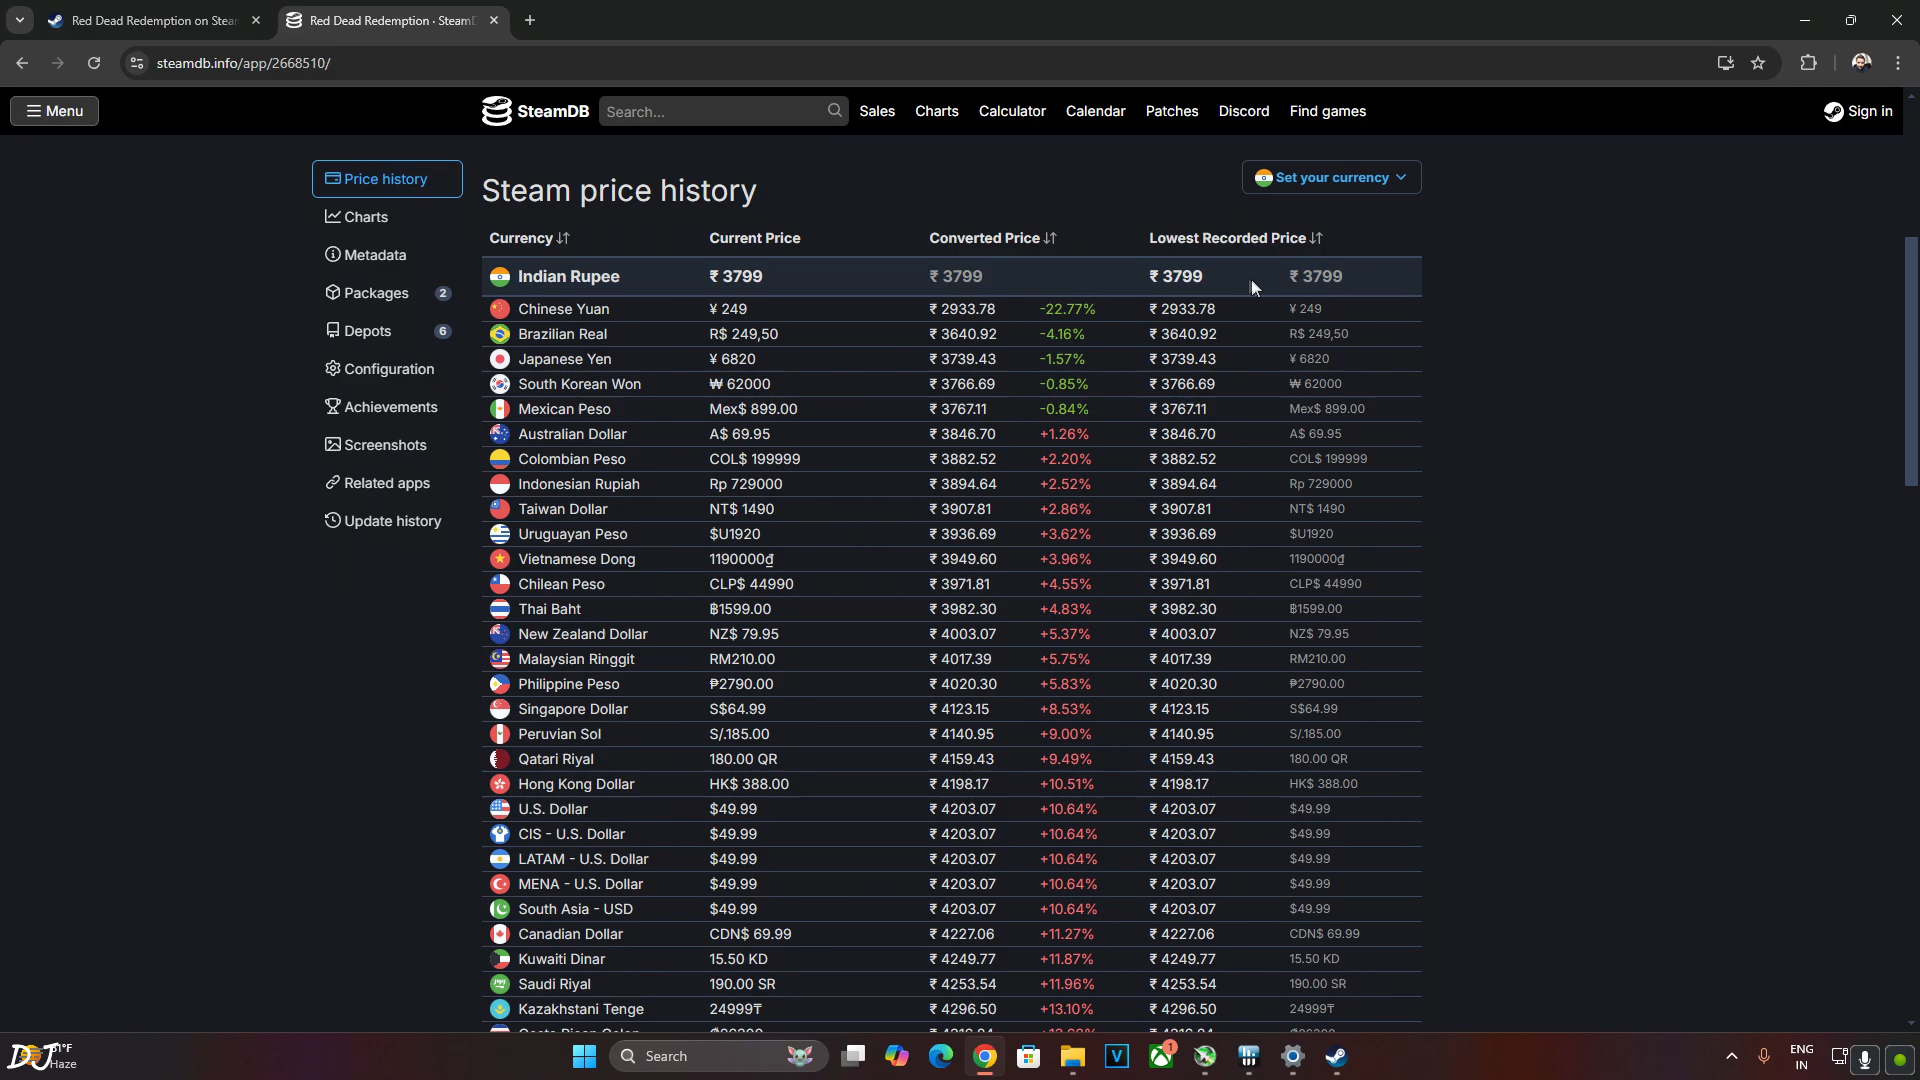 Red Dead Redemption on Stea
Red Dead Redemption · Steam
steamdb.info/app/2668510/
Menu
SteamDB
Search...
Sales
Charts
Calculator
Calendar
Patches
Discord
Find games
Sign in
Price history
Charts
Metadata
Packages 2
Depots 6
Configuration
Achievements
Screenshots
Related apps
Update history
Steam price history
Set your currency
Currency Current Price Converted Price Lowest Recorded Price
Indian Rupee ₹ 3799 ₹ 3799 ₹ 3799 ₹ 3799
Chinese Yuan ¥ 249 ₹ 2933.78 -22.77% ₹ 2933.78 ¥ 249
Brazilian Real R$ 249,50 ₹ 3640.92 -4.16% ₹ 3640.92 R$ 249,50
Japanese Yen ¥ 6820 ₹ 3739.43 -1.57% ₹ 3739.43 ¥ 6820
South Korean Won ₩ 62000 ₹ 3766.69 -0.85% ₹ 3766.69 ₩ 62000
Mexican Peso Mex$ 899.00 ₹ 3767.11 -0.84% ₹ 3767.11 Mex$ 899.00
Australian Dollar A$ 69.95 ₹ 3846.70 +1.26% ₹ 3846.70 A$ 69.95
Colombian Peso COL$ 199999 ₹ 3882.52 +2.20% ₹ 3882.52 COL$ 199999
Indonesian Rupiah Rp 729000 ₹ 3894.64 +2.52% ₹ 3894.64 Rp 729000
Taiwan Dollar NT$ 1490 ₹ 3907.81 +2.86% ₹ 3907.81 NT$ 1490
Uruguayan Peso $U1920 ₹ 3936.69 +3.62% ₹ 3936.69 $U1920
Vietnamese Dong 1190000₫ ₹ 3949.60 +3.96% ₹ 3949.60 1190000₫
Chilean Peso CLP$ 44990 ₹ 3971.81 +4.55% ₹ 3971.81 CLP$ 44990
Thai Baht ฿1599.00 ₹ 3982.30 +4.83% ₹ 3982.30 ฿1599.00
New Zealand Dollar NZ$ 79.95 ₹ 4003.07 +5.37% ₹ 4003.07 NZ$ 79.95
Malaysian Ringgit RM210.00 ₹ 4017.39 +5.75% ₹ 4017.39 RM210.00
Philippine Peso ₱2790.00 ₹ 4020.30 +5.83% ₹ 4020.30 ₱2790.00
Singapore Dollar S$64.99 ₹ 4123.15 +8.53% ₹ 4123.15 S$64.99
Peruvian Sol S/.185.00 ₹ 4140.95 +9.00% ₹ 4140.95 S/.185.00
Qatari Riyal 180.00 QR ₹ 4159.43 +9.49% ₹ 4159.43 180.00 QR
Hong Kong Dollar HK$ 388.00 ₹ 4198.17 +10.51% ₹ 4198.17 HK$ 388.00
U.S. Dollar $49.99 ₹ 4203.07 +10.64% ₹ 4203.07 $49.99
CIS - U.S. Dollar $49.99 ₹ 4203.07 +10.64% ₹ 4203.07 $49.99
LATAM - U.S. Dollar $49.99 ₹ 4203.07 +10.64% ₹ 4203.07 $49.99
MENA - U.S. Dollar $49.99 ₹ 4203.07 +10.64% ₹ 4203.07 $49.99
South Asia - USD $49.99 ₹ 4203.07 +10.64% ₹ 4203.07 $49.99
Canadian Dollar CDN$ 69.99 ₹ 4227.06 +11.27% ₹ 4227.06 CDN$ 69.99
Kuwaiti Dinar 15.50 KD ₹ 4249.77 +11.87% ₹ 4249.77 15.50 KD
Saudi Riyal 190.00 SR ₹ 4253.54 +11.96% ₹ 4253.54 190.00 SR
Kazakhstani Tenge 24999₸ ₹ 4296.50 +13.10% ₹ 4296.50 24999₸
DJ
Haze
Search
V
1
ENG
IN